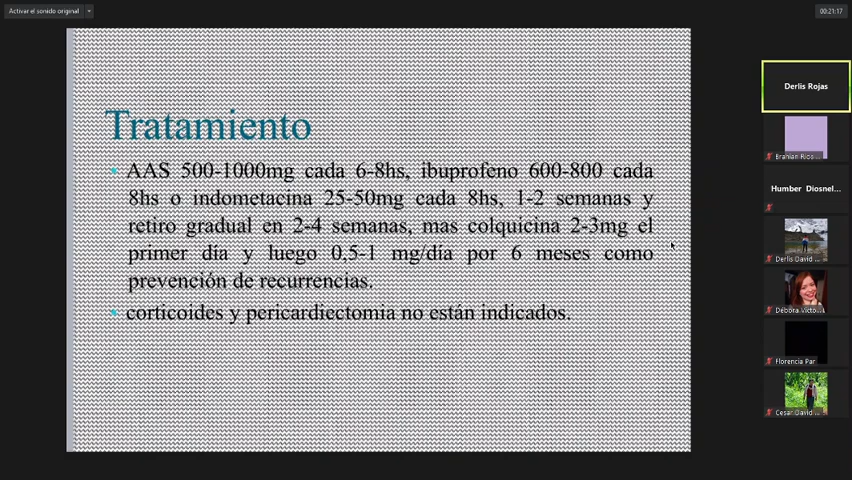 Activar el sonido original
00:21:17
Tratamiento
AAS 500-1000mg cada 6-8hs, ibuprofeno 600-800 cada
8hs o indometacina 25-50mg cada 8hs, 1-2 semanas y
retiro gradual en 2-4 semanas, mas colquicina 2-3mg el
primer día y luego 0,5-1 mg/día por 6 meses como
prevención de recurrencias.
corticoides y pericardiectomia no están indicados.
Derlis Rojas
Brahian Rios...
Humber Diosnel...
Derlis David ...
Débora Victo...
Florencia Par
Cesar David ...